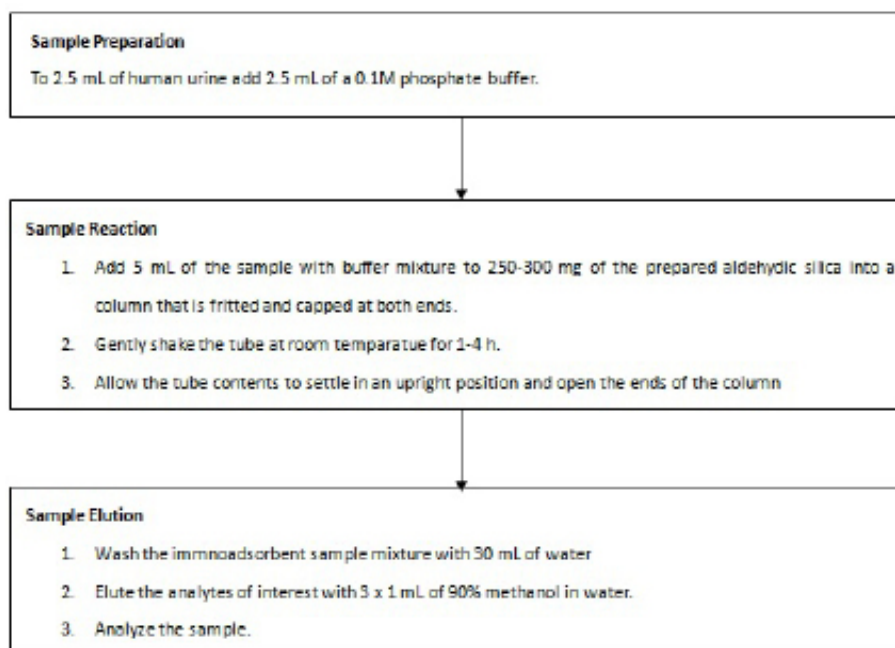 Sample Preparation
To 2.5 mL of human urine add 2.5 mL of a 0.1M phosphate buffer.
Sample Reaction
1. Add 5 mL of the sample with buffer mixture to 250-300 mg of the prepared aldehydic silica into a
column that is fritted and capped at both ends.
2. Gently shake the tube at room temparatue for 1-4 h.
3. Allow the tube contents to settle in an upright position and open the ends of the column
Sample Elution
1. Wash the immnoadsorbent sample mixture with 30 mL of water
2. Elute the analytes of interest with 3 x 1 mL of 90% methanol in water.
3. Analyze the sample.